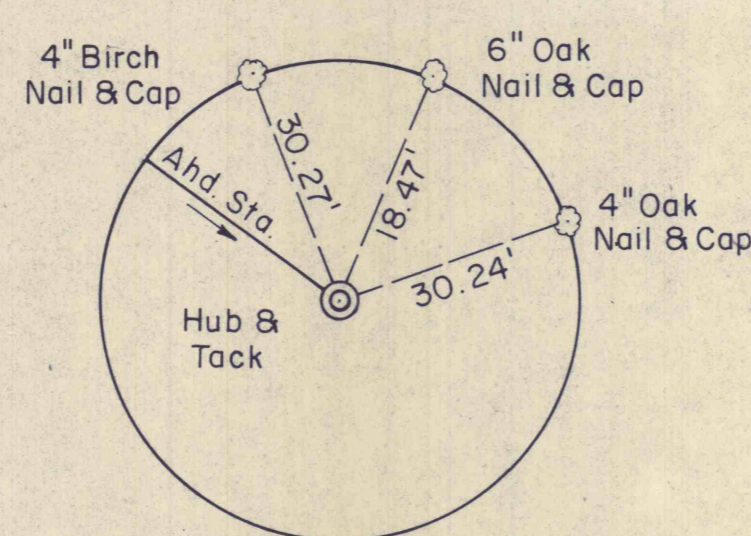 4" Birch
Nail & Cap
6" Oak
Nail & Cap
30.27'
18.47'
Ahd. Sta.
4" Oak
Nail & Cap
30.24'
Hub &
Tack